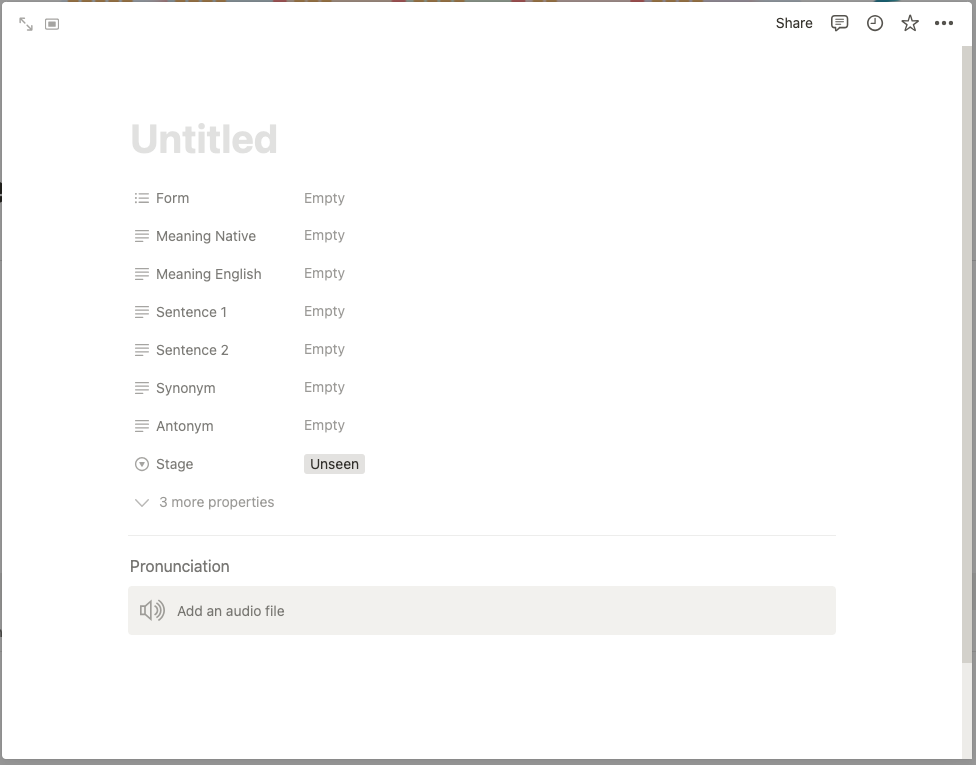 Share
Untitled
Form Empty
Meaning Native Empty
Meaning English Empty
Sentence 1 Empty
Sentence 2 Empty
Synonym Empty
Antonym Empty
Stage Unseen
3 more properties
Pronunciation
Add an audio file